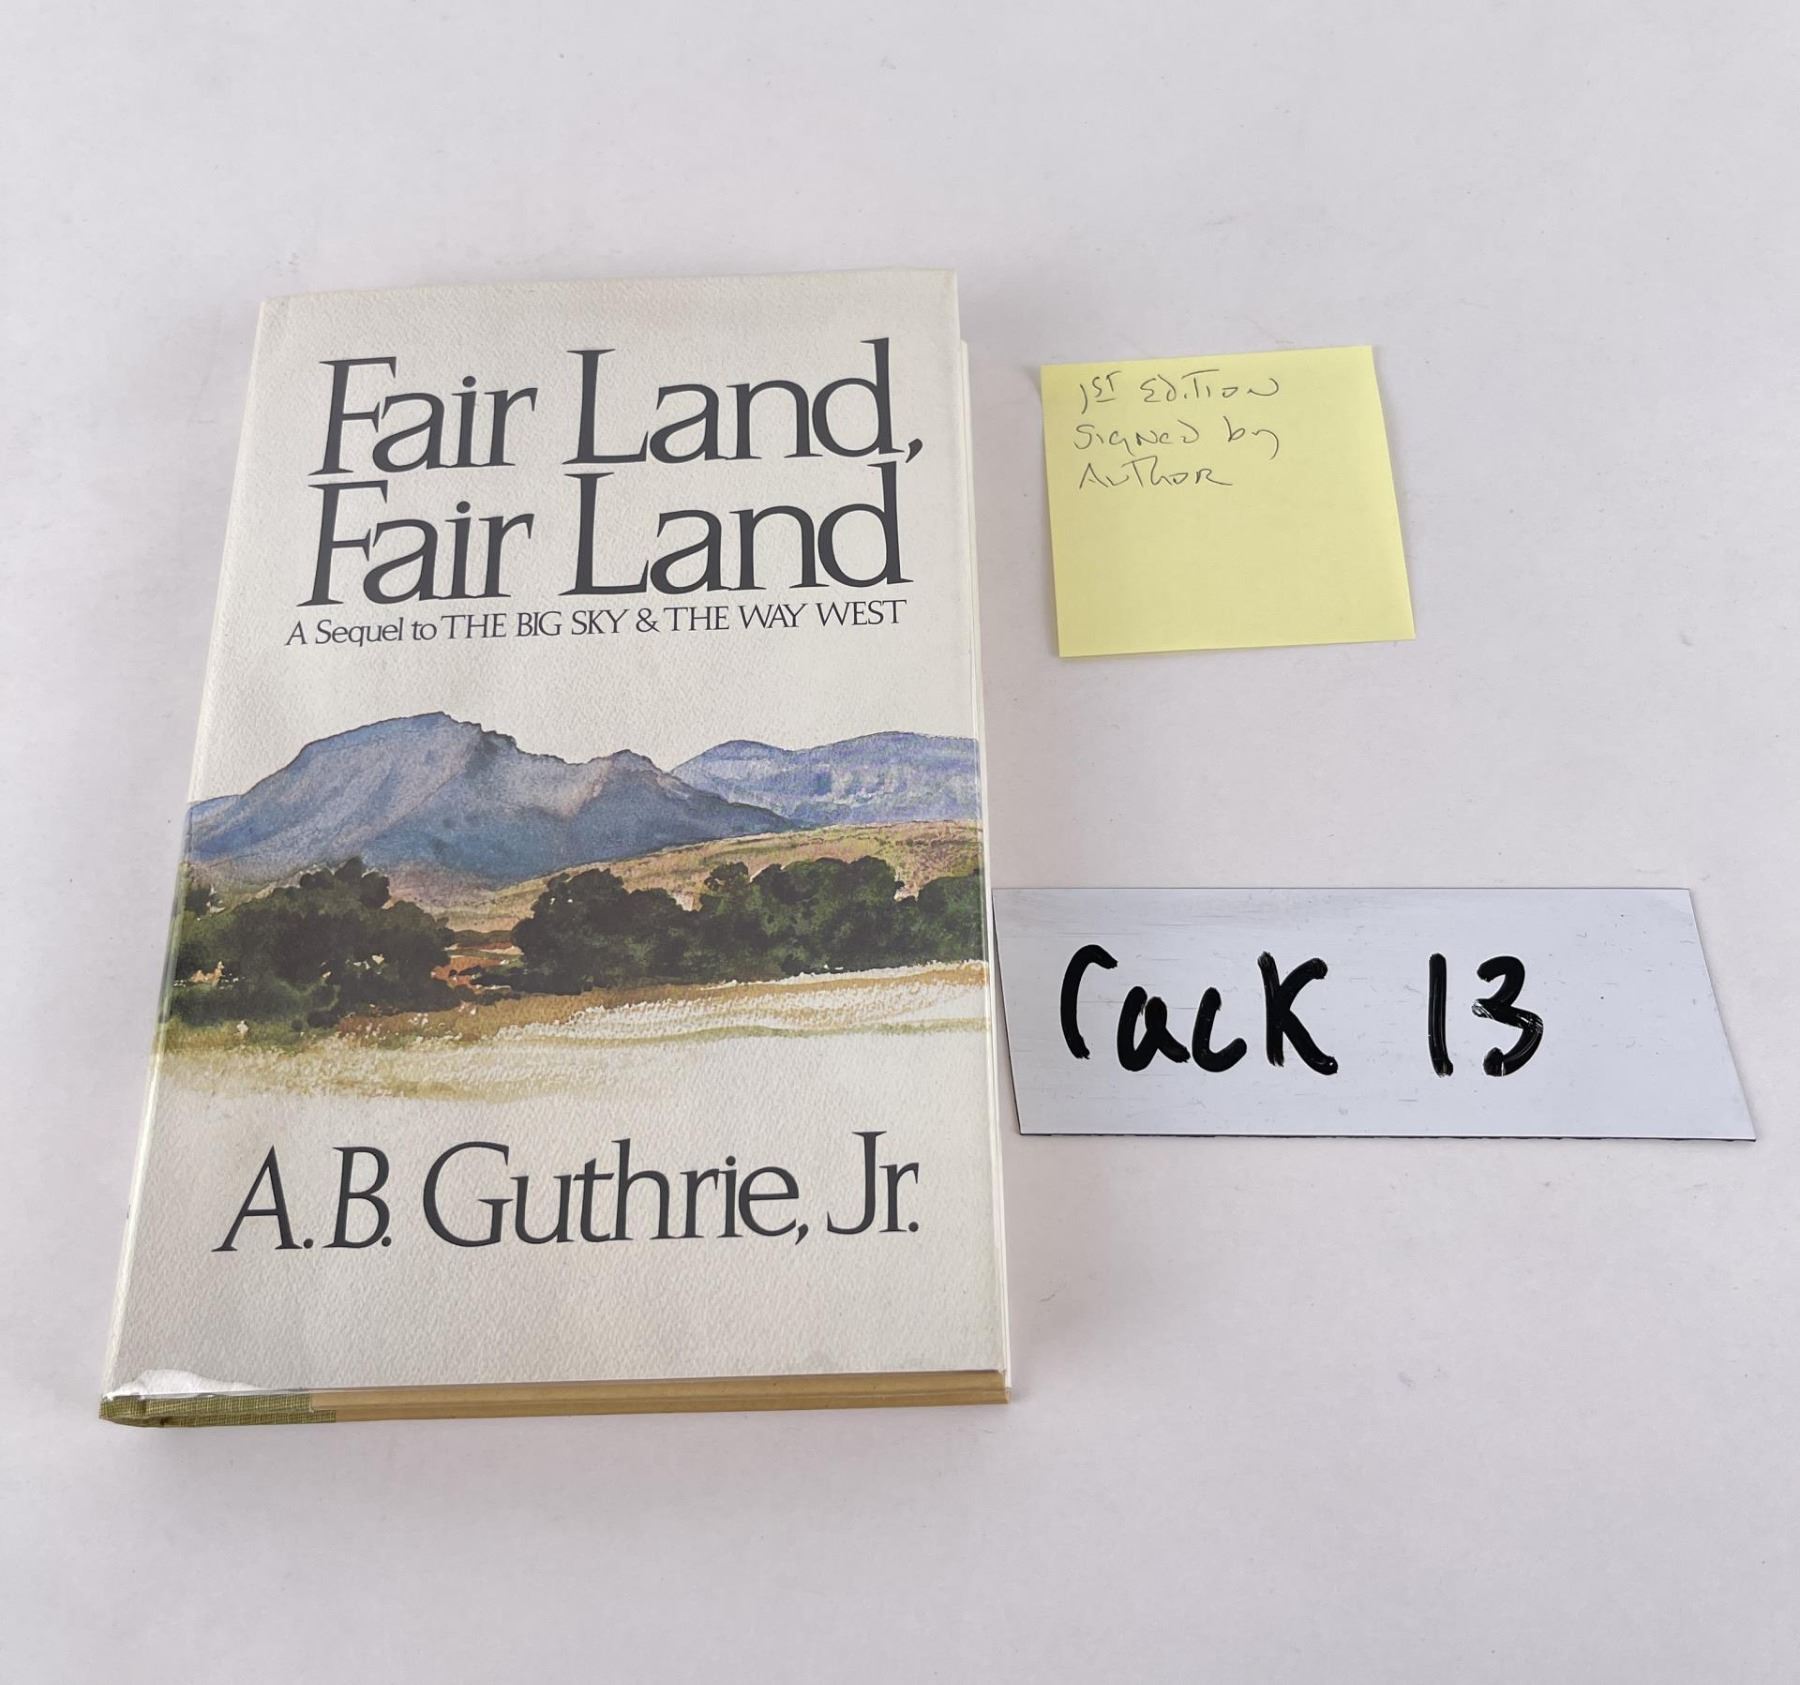 Fair Land,
Fair Land
A Sequel to THE BIG SKY & THE WAY WEST
A.B. Guthrie, Jr.
1ST EDITION
SIGNED by
AUTHOR
rack 13